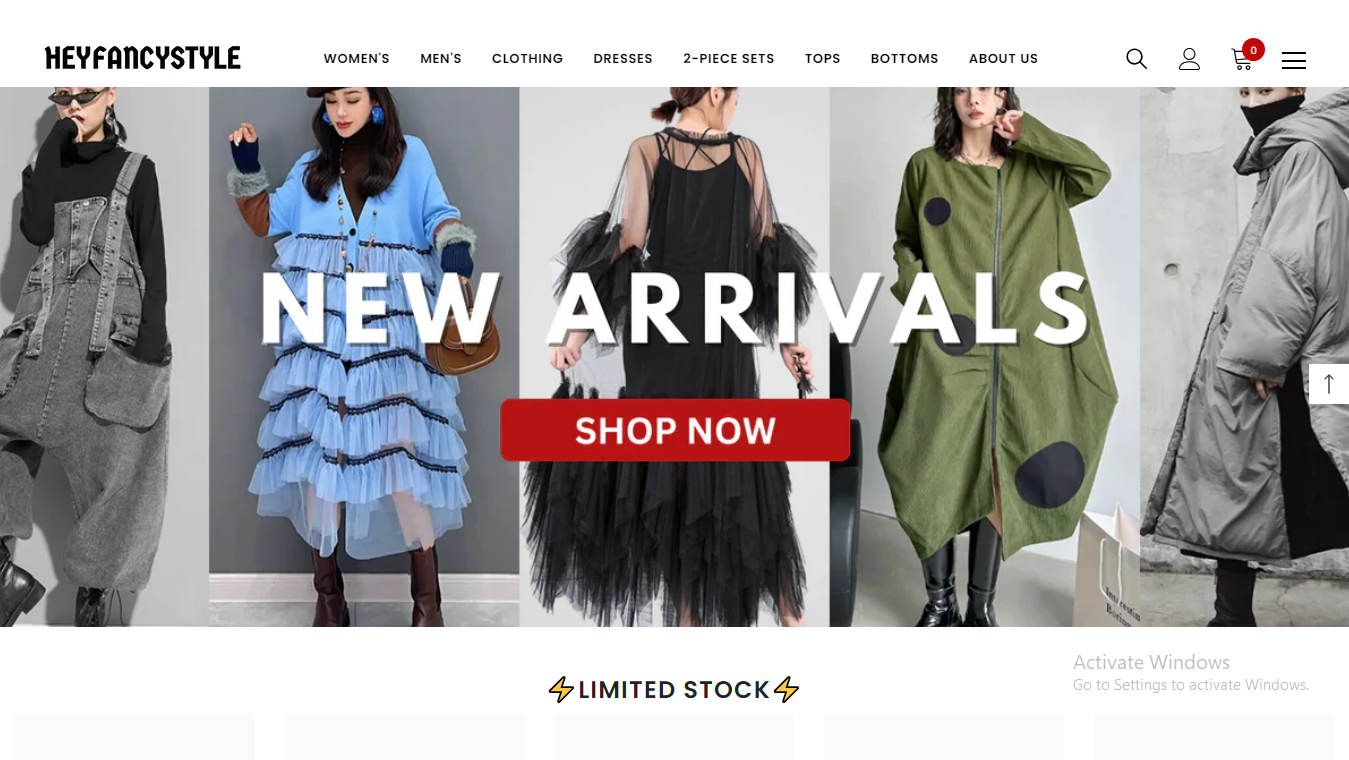 HEYFANCYSTYLE
WOMEN'S MEN'S CLOTHING DRESSES 2-PIECE SETS TOPS BOTTOMS ABOUT US
0
NEW ARRIVALS
SHOP NOW
Activate Windows
Go to Settings to activate Windows.
⚡LIMITED STOCK⚡